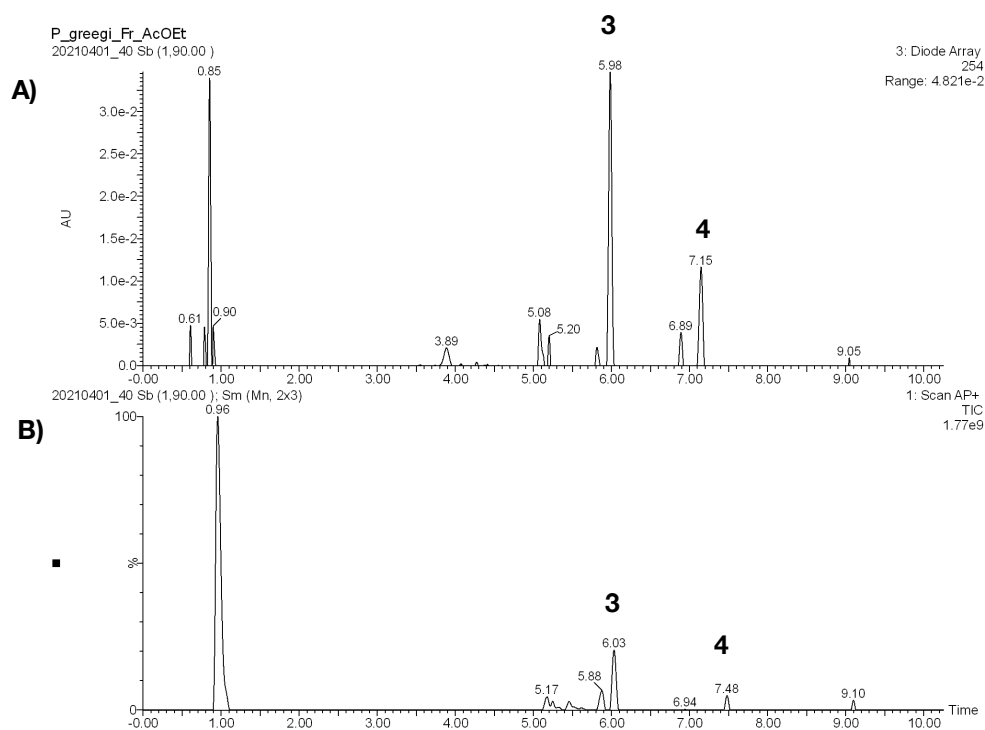 3
P_greegi_Fr_AcOEt
20210401_40 Sb (1,90.00 )
3: Diode Array
254
Range: 4.821e-2
A)
0.85
5.98
3.0e-2
2.5e-2
2.0e-2
AU
1.5e-2
4
7.15
1.0e-2
5.0e-3
0.61
0.90
3.89
5.08
5.20
6.89
9.05
0.0
-0.00 1.00 2.00 3.00 4.00 5.00 6.00 7.00 8.00 9.00 10.00
20210401_40 Sb (1,90.00 ); Sm (Mn, 2x3)
1: Scan AP+
TIC
1.77e9
B)
100
0.96
%
3
6.03
4
5.17
5.88
6.94
7.48
9.10
0
-0.00 1.00 2.00 3.00 4.00 5.00 6.00 7.00 8.00 9.00 10.00
Time